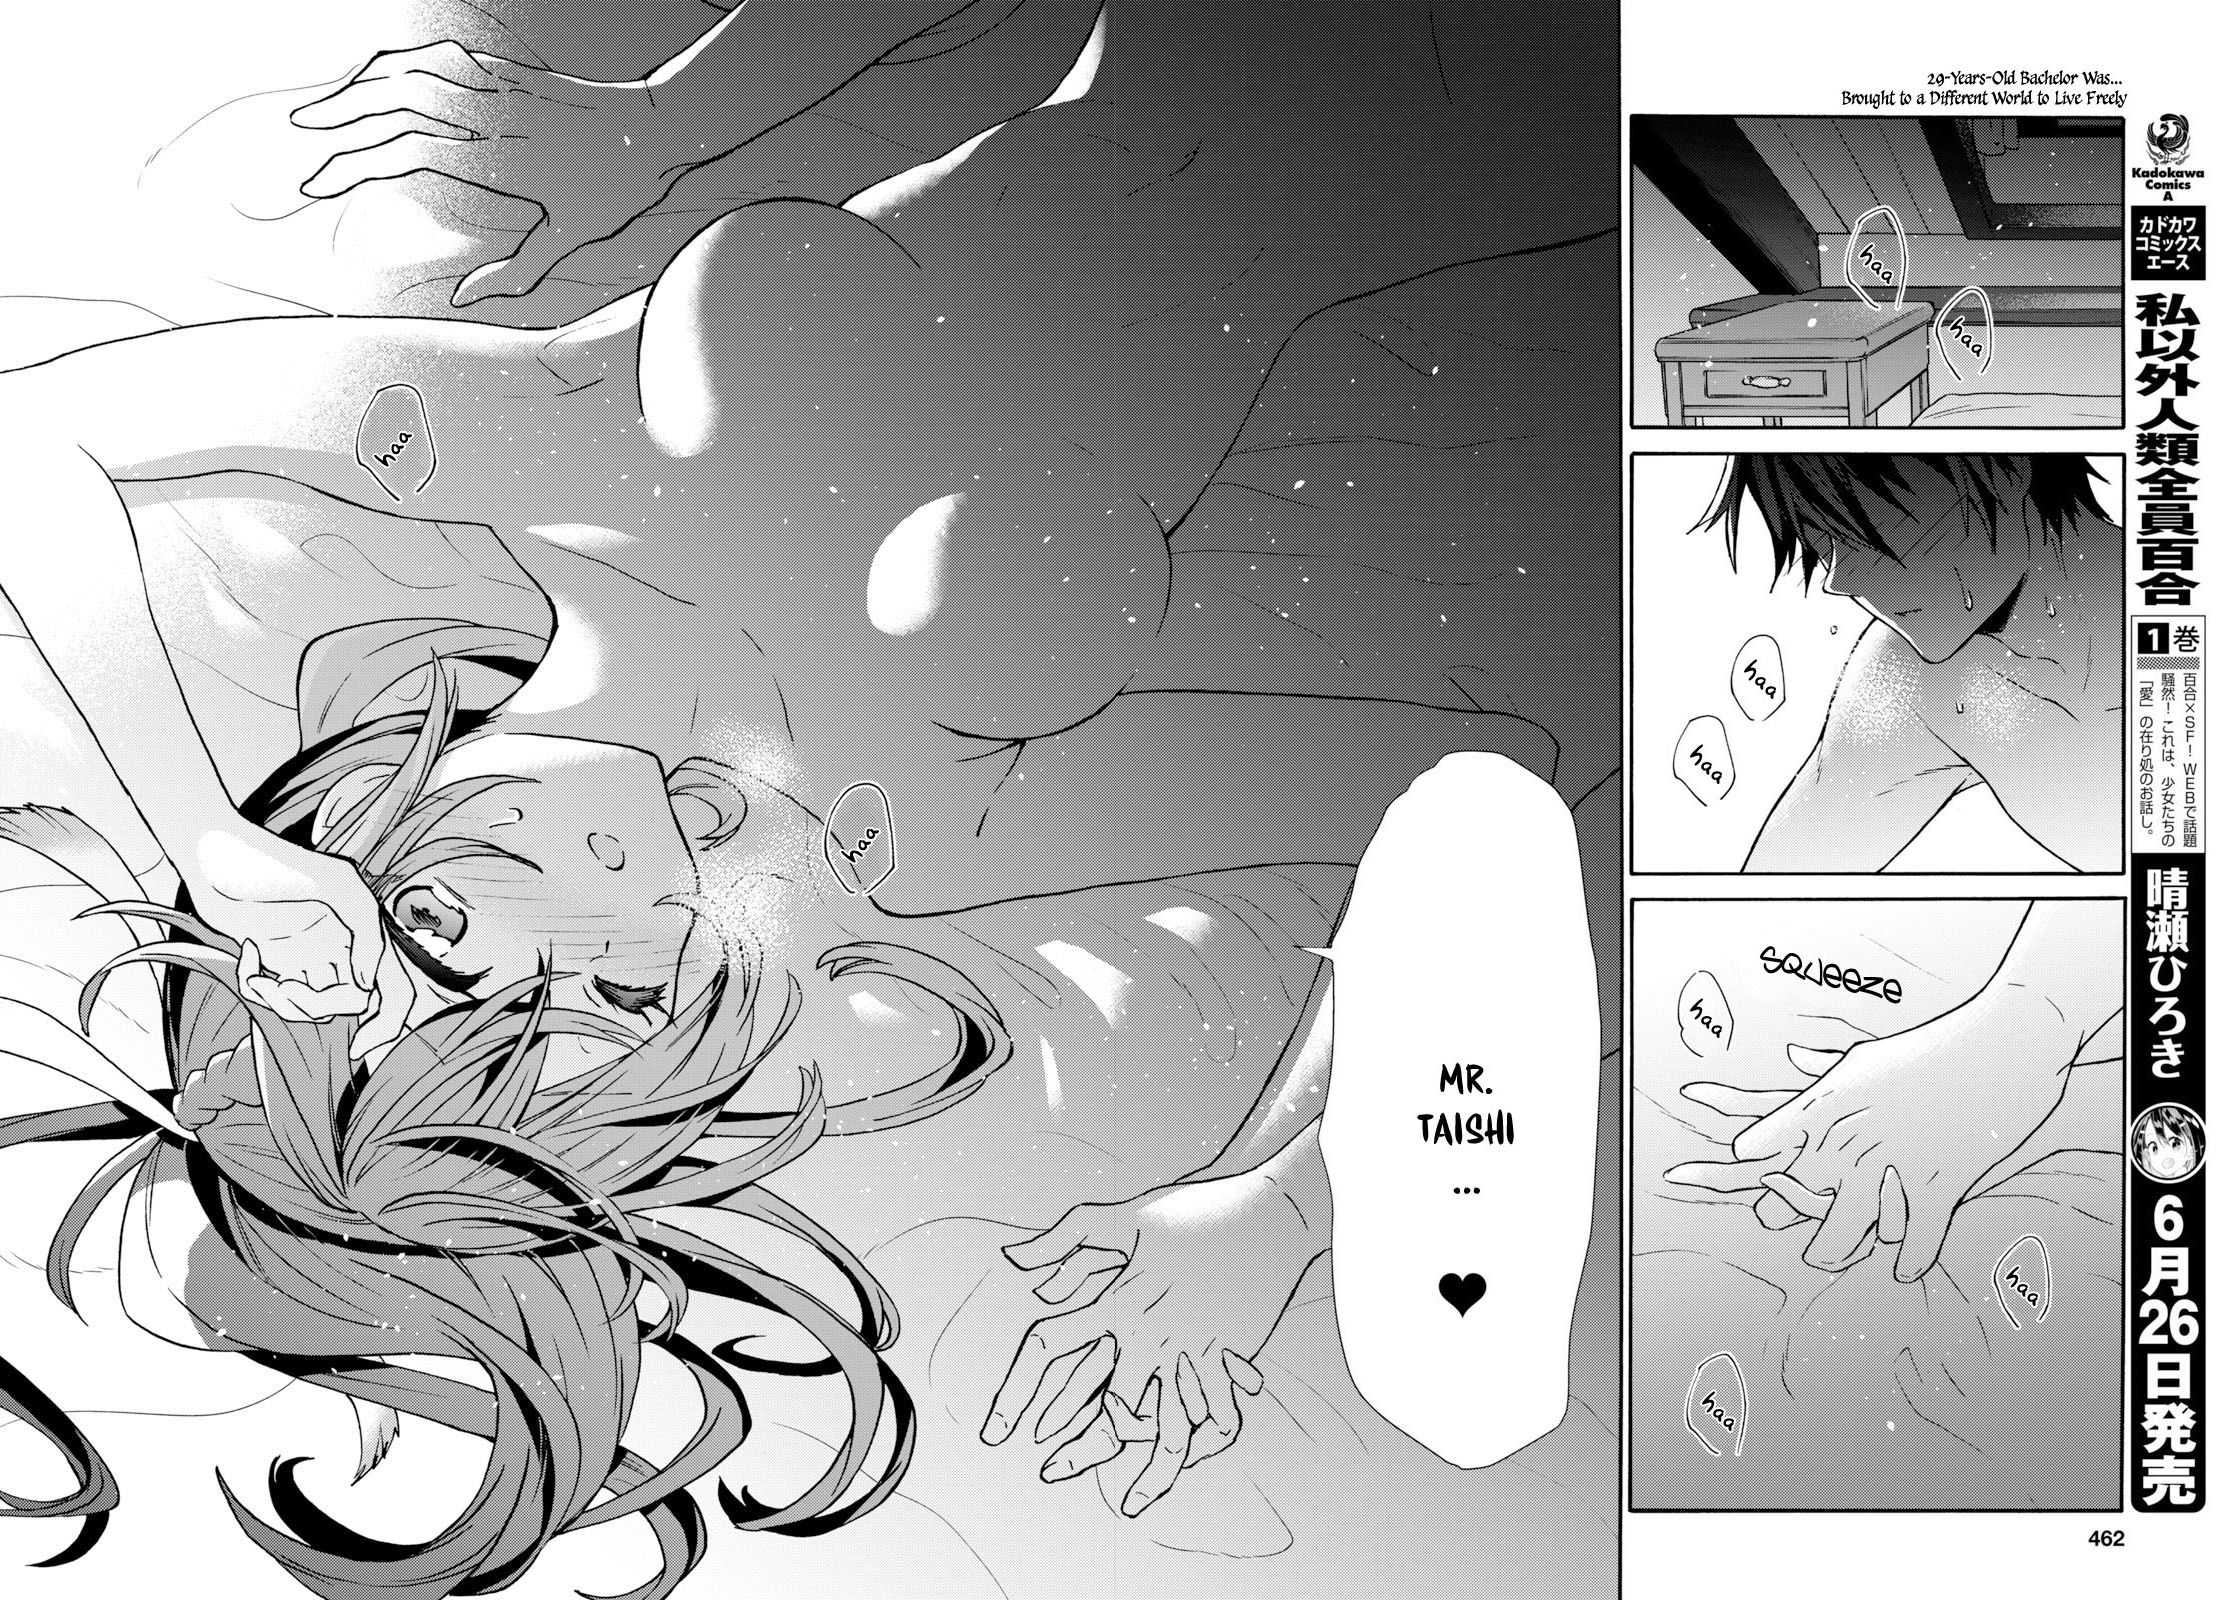 29-Years-Old Bachelor Was...
Brought to a Different World to Live Freely
haa
haa
haa
haa
SQUEEZE
haa
haa
haa
MR.
TAISHI
...
♥
haa
haa
Kadokawa
Comics
A
カドカワ
コミックス
エース
私以外人類全員百合
1巻
百合×SF！WEBで話題
騒然！これは、少女たちの
「愛」の在り処のお話し。
晴瀬ひろき
6月26日発売
462